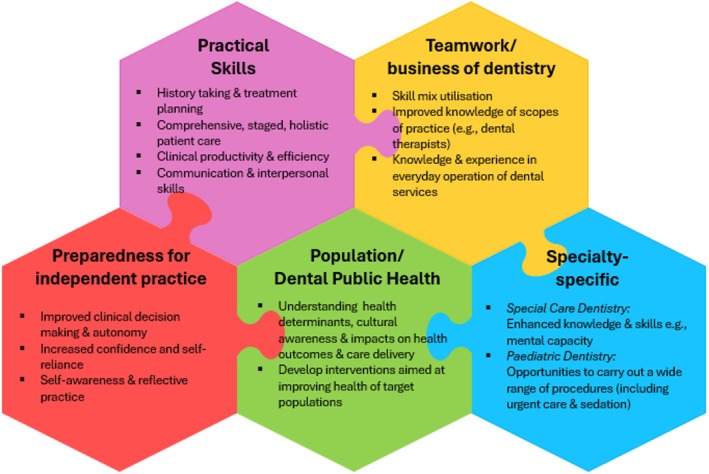 Practical
Skills
▪ History taking & treatment
planning
▪ Comprehensive, staged, holistic
patient care
▪ Clinical productivity & efficiency
▪ Communication & interpersonal
skills
Teamwork/
business of dentistry
▪ Skill mix utilisation
▪ Improved knowledge of scopes
of practice (e.g., dental
therapists)
▪ Knowledge & experience in
everyday operation of dental
services
Preparedness for
independent practice
▪ Improved clinical decision
making & autonomy
▪ Increased confidence and self-
reliance
▪ Self-awareness & reflective
practice
Population/
Dental Public Health
▪ Understanding health
determinants, cultural
awareness & impacts on health
outcomes & care delivery
▪ Develop interventions aimed at
improving health of target
populations
Specialty-
specific
▪ Special Care Dentistry:
Enhanced knowledge & skills e.g.,
mental capacity
▪ Paediatric Dentistry:
Opportunities to carry out a wide
range of procedures (including
urgent care & sedation)